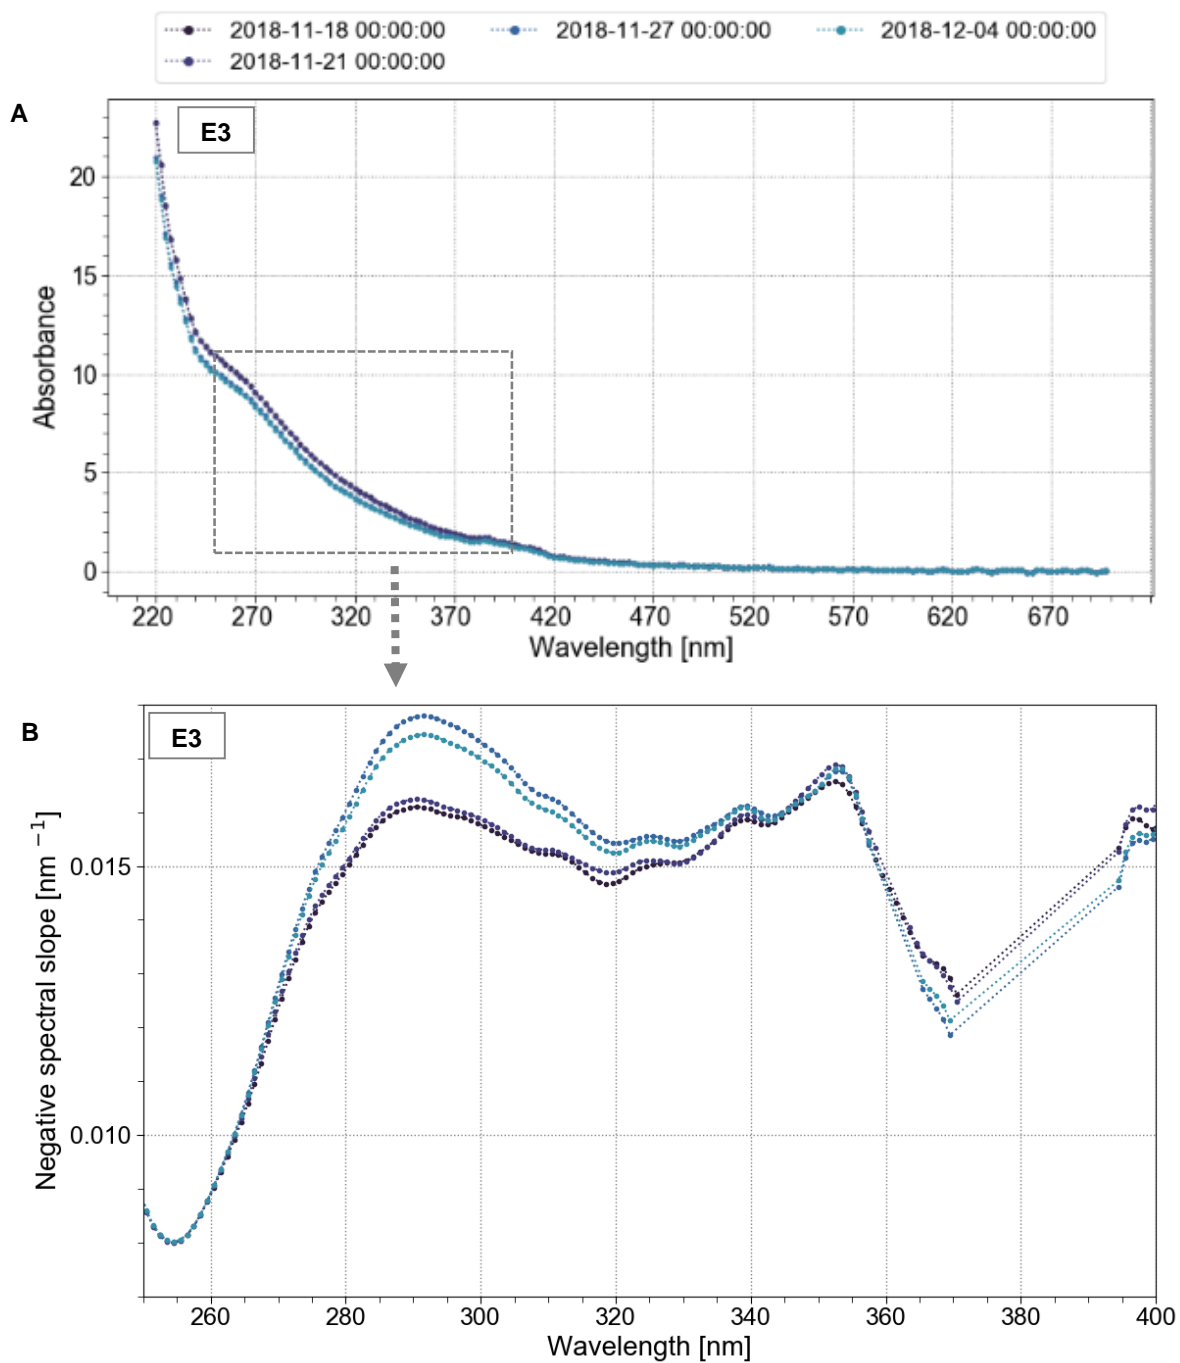 2018-11-18 00:00:00 2018-11-27 00:00:00 2018-12-04 00:00:00
2018-11-21 00:00:00
A
E3
20
15
10
5
0
Absorbance
220 270 320 370 420 470 520 570 620 670
Wavelength [nm]
B
E3
0.015
0.010
Negative spectral slope [nm −1]
260 280 300 320 340 360 380 400
Wavelength [nm]